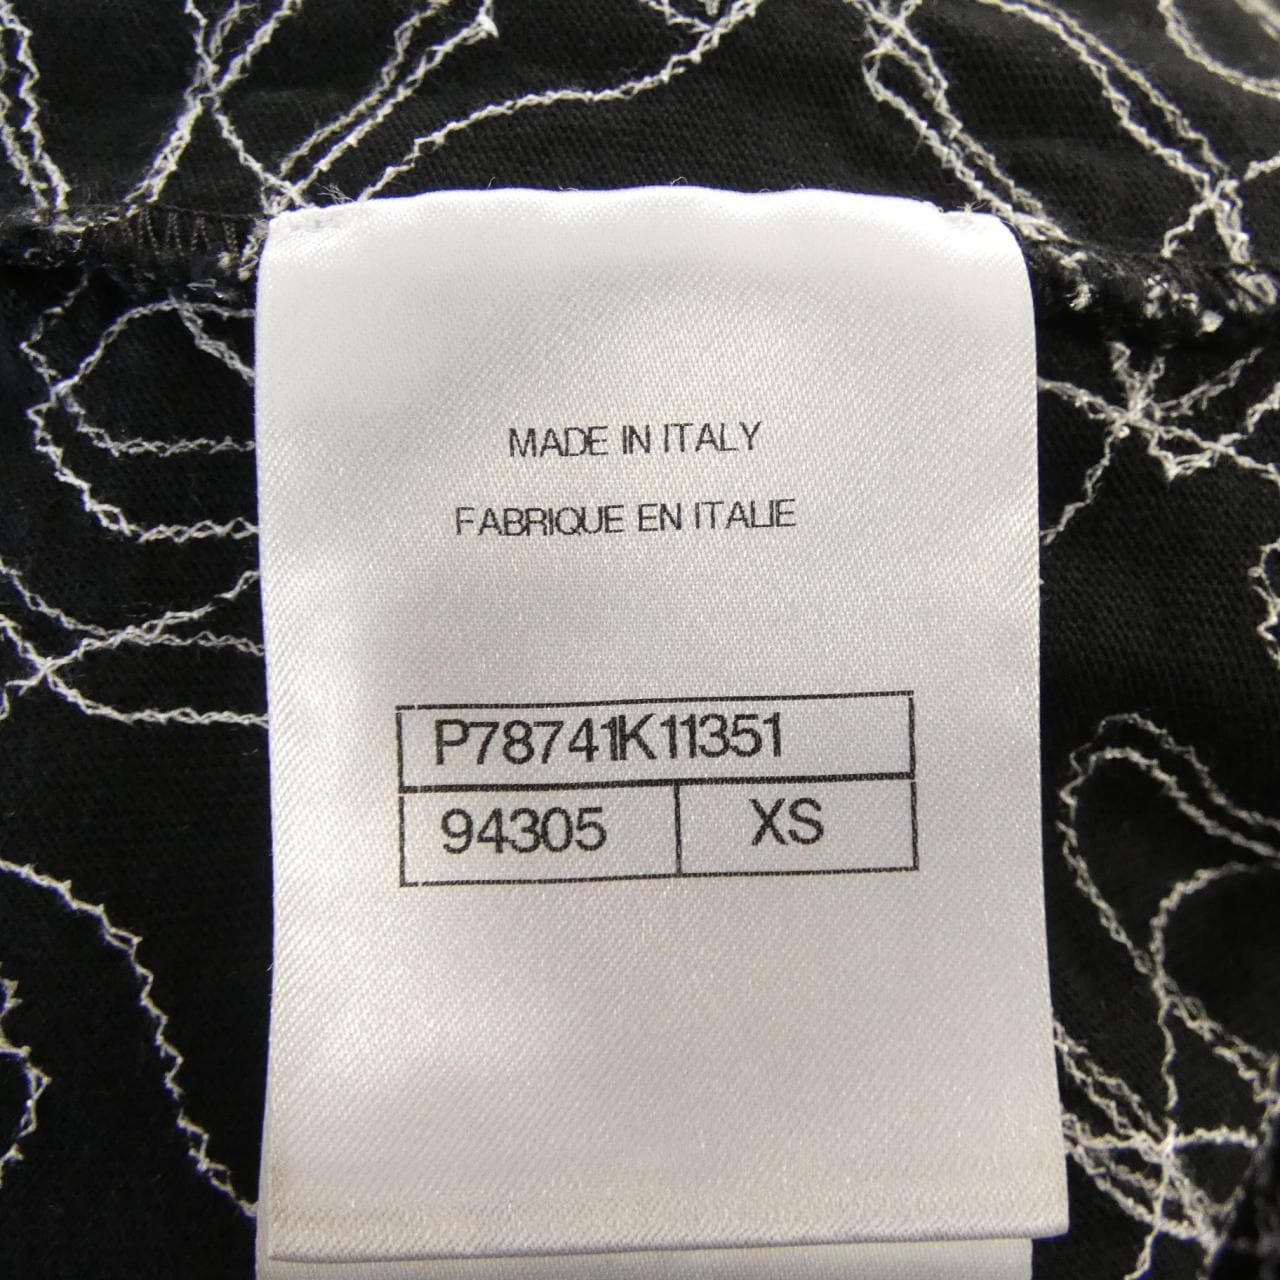 MADE IN ITALY
FABRIQUE EN ITALIE
P78741K11351
94305 XS